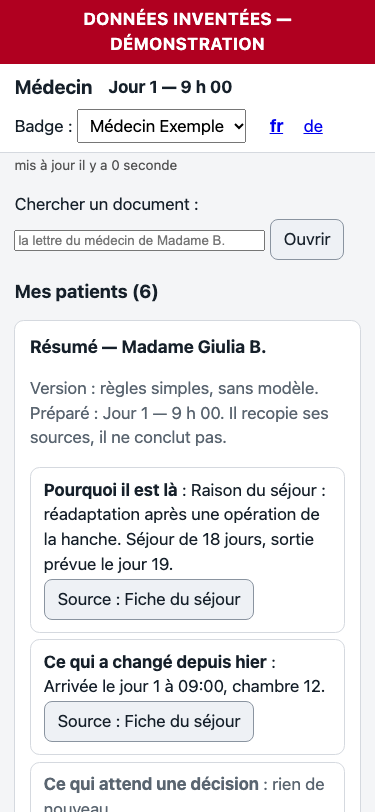 DONNÉES INVENTÉES —
DÉMONSTRATION
Médecin Jour 1 — 9 h 00
Badge : Médecin Exemple fr de
mis à jour il y a 0 seconde
Chercher un document :
la lettre du médecin de Madame B. Ouvrir
Mes patients (6)
Résumé — Madame Giulia B.
Version : règles simples, sans modèle.
Préparé : Jour 1 — 9 h 00. Il recopie ses
sources, il ne conclut pas.
Pourquoi il est là : Raison du séjour :
réadaptation après une opération de
la hanche. Séjour de 18 jours, sortie
prévue le jour 19.
Source : Fiche du séjour
Ce qui a changé depuis hier :
Arrivée le jour 1 à 09:00, chambre 12.
Source : Fiche du séjour
Ce qui attend une décision : rien de
nouveau